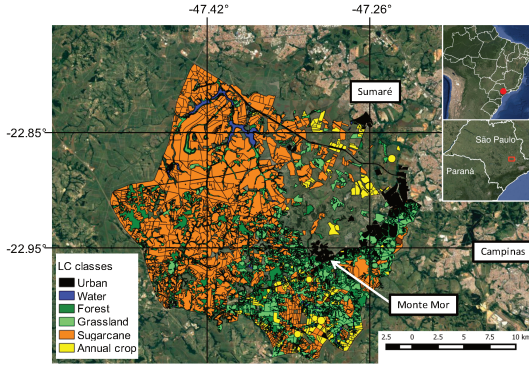 -47.42°
-47.26°
Sumaré
-22.85°
São Paulo
Paraná
-22.95°
Campinas
LC classes
Urban
Water
Forest
Grassland
Sugarcane
Annual crop
Monte Mor
2.5 0 2.5 5 7.5 10 km